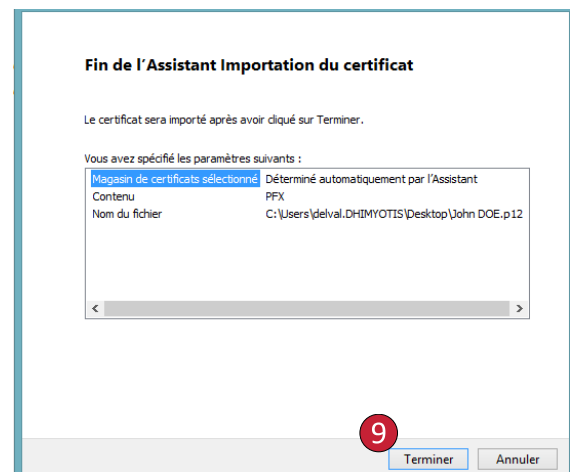 Fin de l'Assistant Importation du certificat
Le certificat sera importé après avoir cliqué sur Terminer.
Vous avez spécifié les paramètres suivants :
Magasin de certificats sélectionné Déterminé automatiquement par l'Assistant
Contenu PFX
Nom du fichier C:\Users\delval.DHIMYOTIS\Desktop\John DOE.p12
9
Terminer Annuler